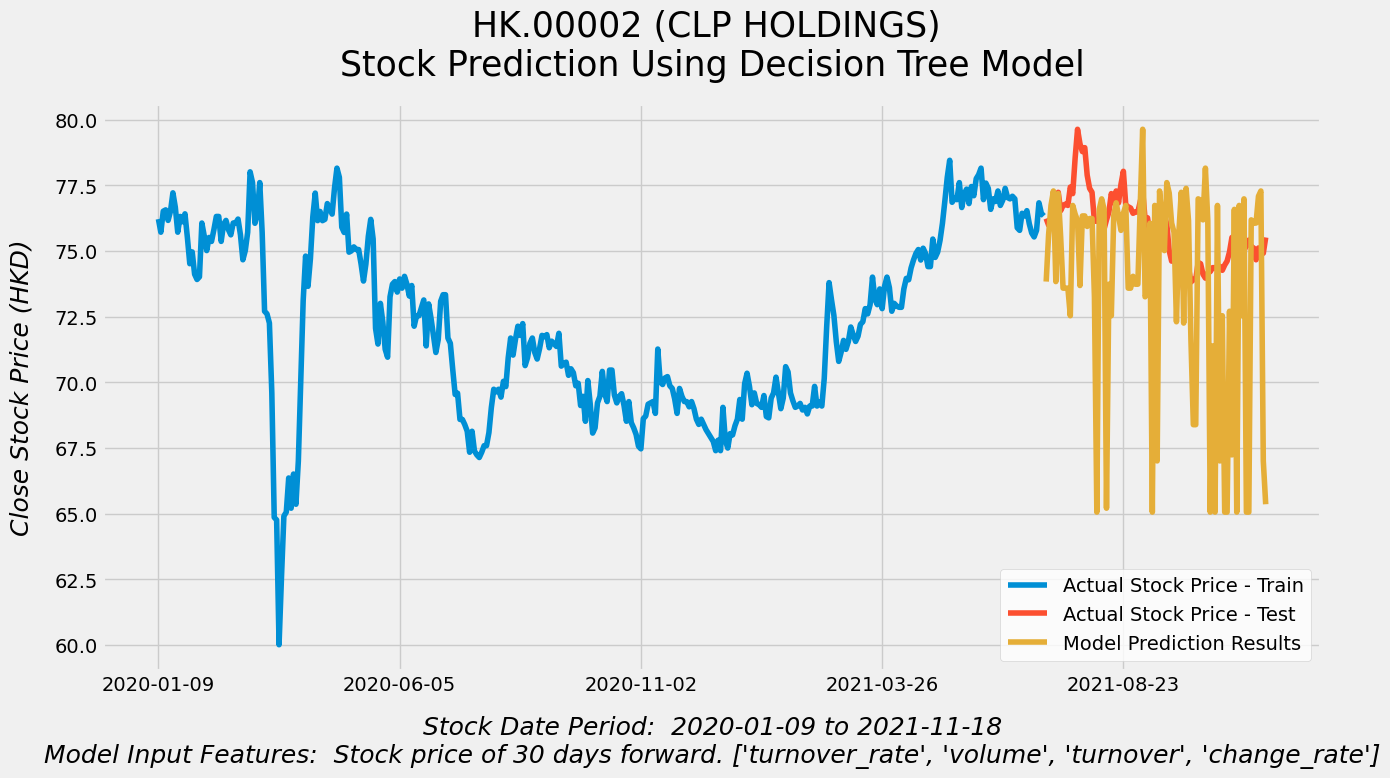 HK.00002 (CLP HOLDINGS)
Stock Prediction Using Decision Tree Model
Close Stock Price (HKD)
80.0
77.5
75.0
72.5
70.0
67.5
65.0
62.5
60.0
Actual Stock Price - Train
Actual Stock Price - Test
Model Prediction Results
2020-01-09 2020-06-05 2020-11-02 2021-03-26 2021-08-23
Stock Date Period: 2020-01-09 to 2021-11-18
Model Input Features: Stock price of 30 days forward. ['turnover_rate', 'volume', 'turnover', 'change_rate']